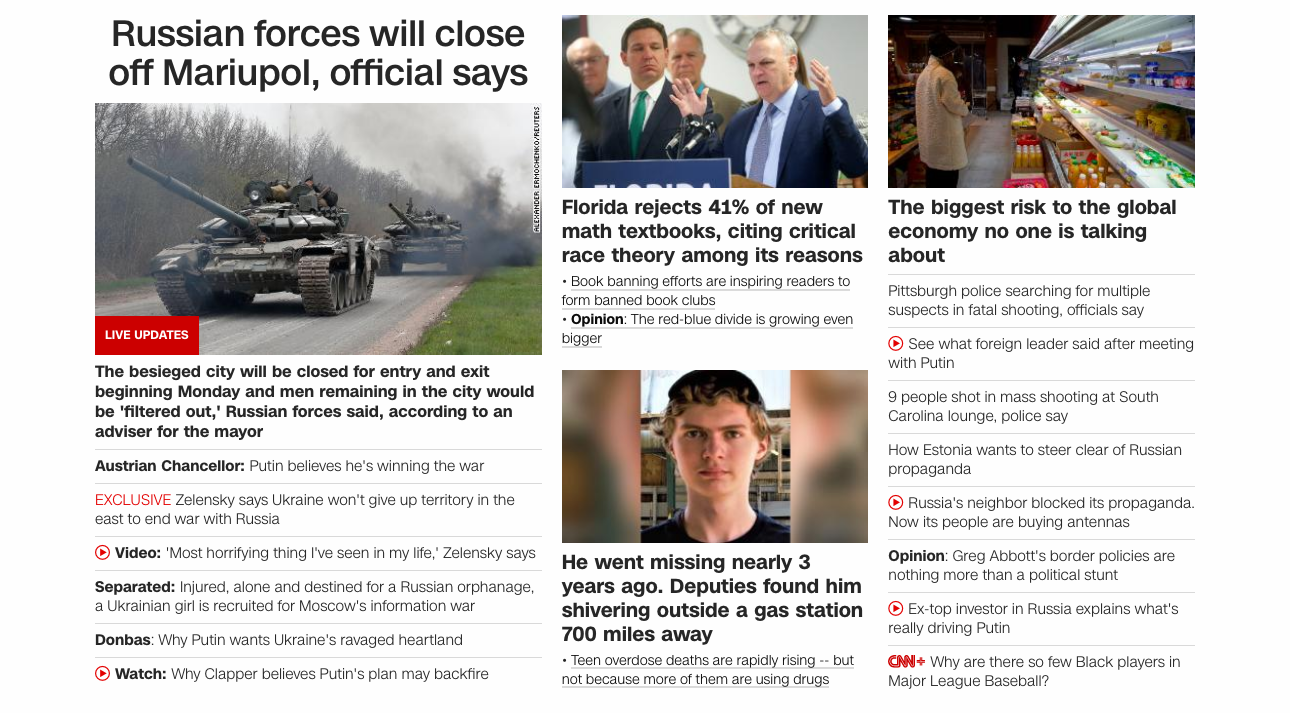 Russian forces will close
off Mariupol, official says
ALEXANDER ERMOCHENKO/REUTERS
LIVE UPDATES
The besieged city will be closed for entry and exit
beginning Monday and men remaining in the city would
be 'filtered out,' Russian forces said, according to an
adviser for the mayor
Austrian Chancellor: Putin believes he's winning the war
EXCLUSIVE Zelensky says Ukraine won't give up territory in the
east to end war with Russia
Video: 'Most horrifying thing I've seen in my life,' Zelensky says
Separated: Injured, alone and destined for a Russian orphanage,
a Ukrainian girl is recruited for Moscow's information war
Donbas: Why Putin wants Ukraine's ravaged heartland
Watch: Why Clapper believes Putin's plan may backfire
FLORIDA
Florida rejects 41% of new
math textbooks, citing critical
race theory among its reasons
• Book banning efforts are inspiring readers to
form banned book clubs
• Opinion: The red-blue divide is growing even
bigger
He went missing nearly 3
years ago. Deputies found him
shivering outside a gas station
700 miles away
• Teen overdose deaths are rapidly rising -- but
not because more of them are using drugs
The biggest risk to the global
economy no one is talking
about
Pittsburgh police searching for multiple
suspects in fatal shooting, officials say
See what foreign leader said after meeting
with Putin
9 people shot in mass shooting at South
Carolina lounge, police say
How Estonia wants to steer clear of Russian
propaganda
Russia's neighbor blocked its propaganda.
Now its people are buying antennas
Opinion: Greg Abbott's border policies are
nothing more than a political stunt
Ex-top investor in Russia explains what's
really driving Putin
CNN+ Why are there so few Black players in
Major League Baseball?